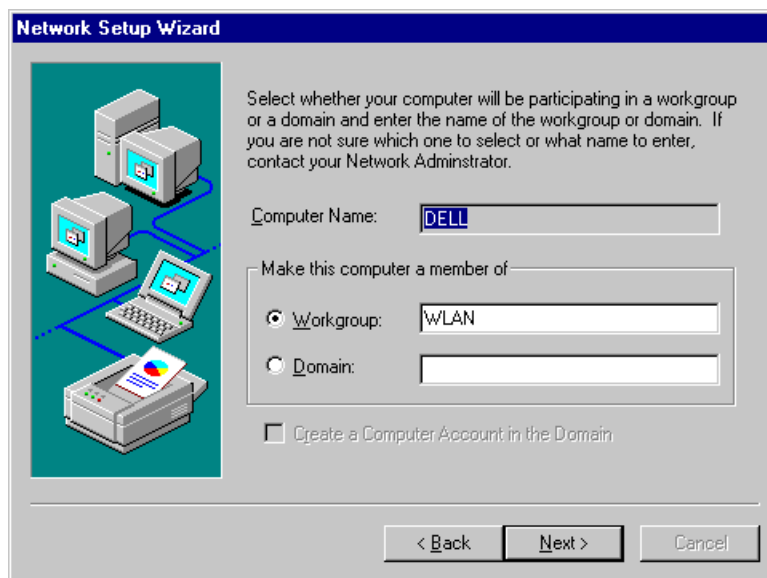 Network Setup Wizard
Select whether your computer will be participating in a workgroup
or a domain and enter the name of the workgroup or domain.  If
you are not sure which one to select or what name to enter,
contact your Network Adminstrator.
Computer Name: DELL
Make this computer a member of
Workgroup: WLAN
Domain:
Create a Computer Account in the Domain
< Back Next > Cancel